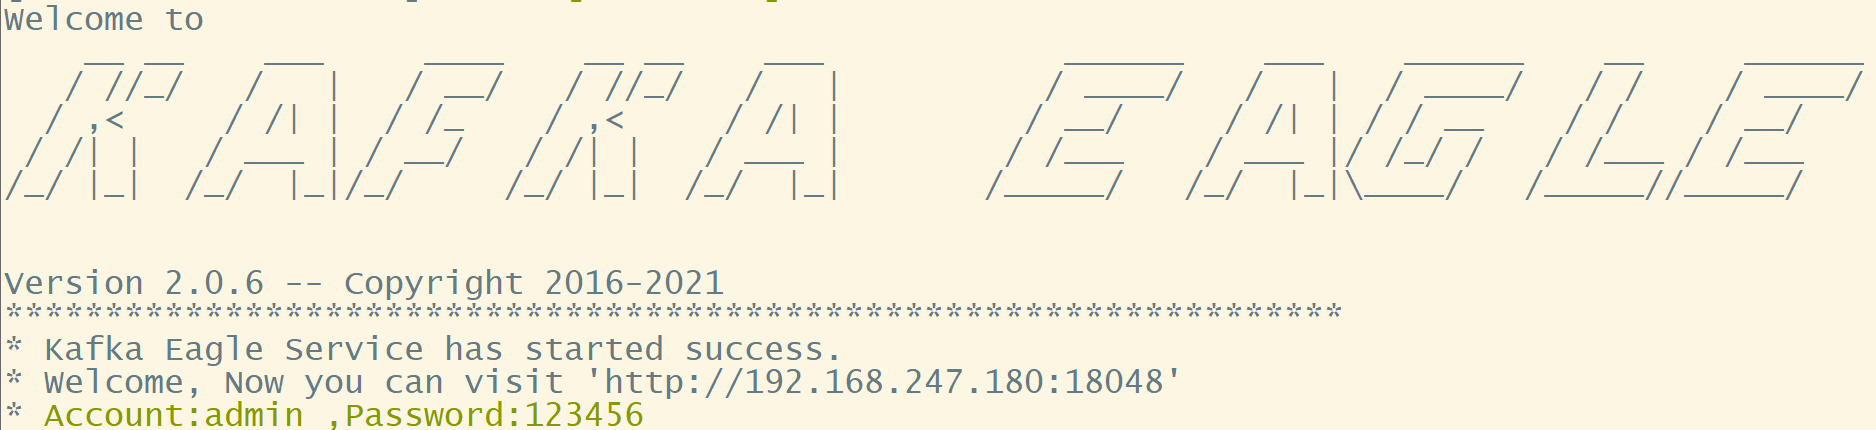 Welcome to
KAFKA EAGLE
Version 2.0.6 -- Copyright 2016-2021
*******************************************************************
* Kafka Eagle Service has started success.
* Welcome, Now you can visit 'http://192.168.247.180:18048'
* Account:admin ,Password:123456